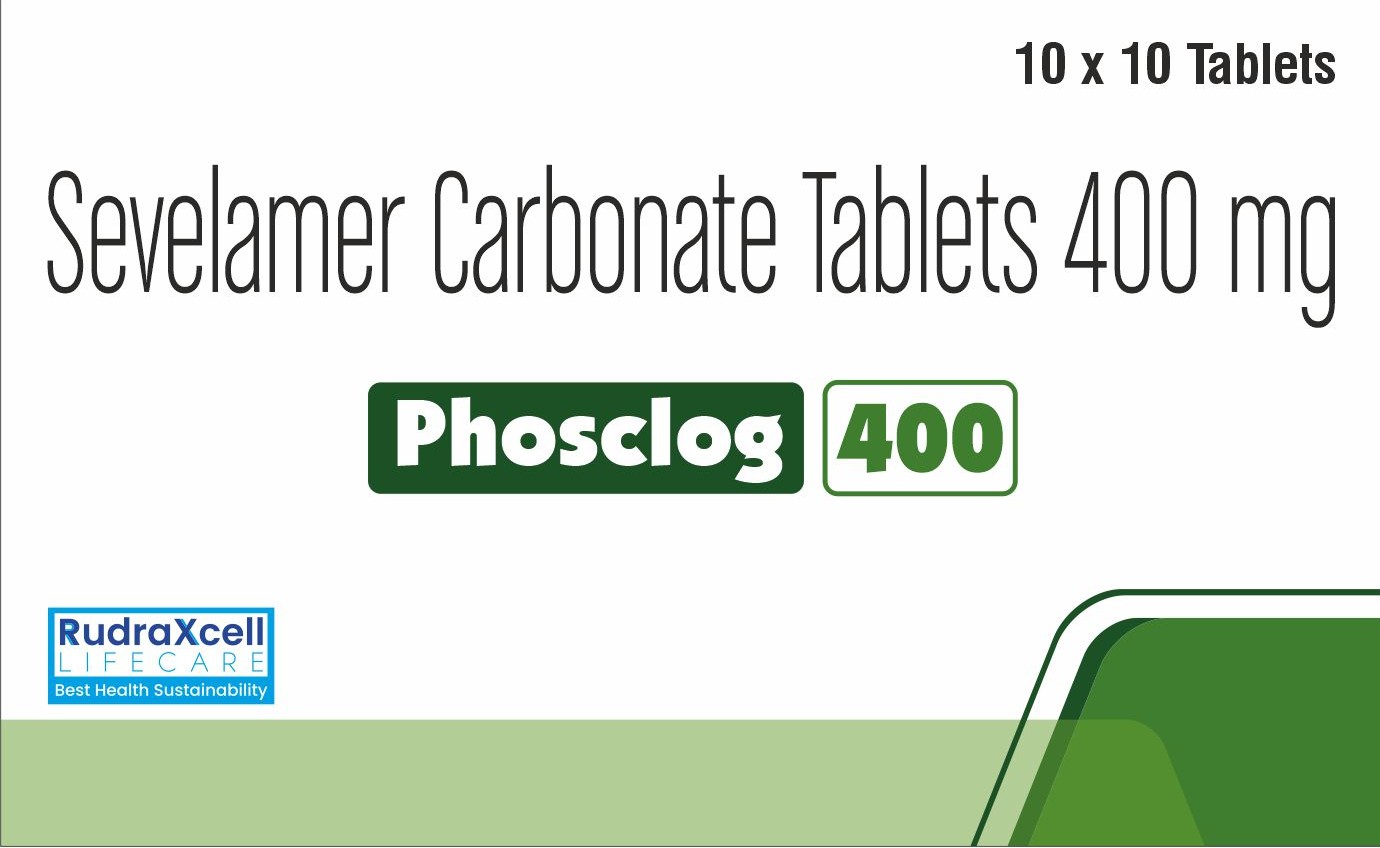 10 x 10 Tablets
Sevelamer Carbonate Tablets 400 mg
Phosclog 400
RudraXcell
LIFECARE
Best Health Sustainability